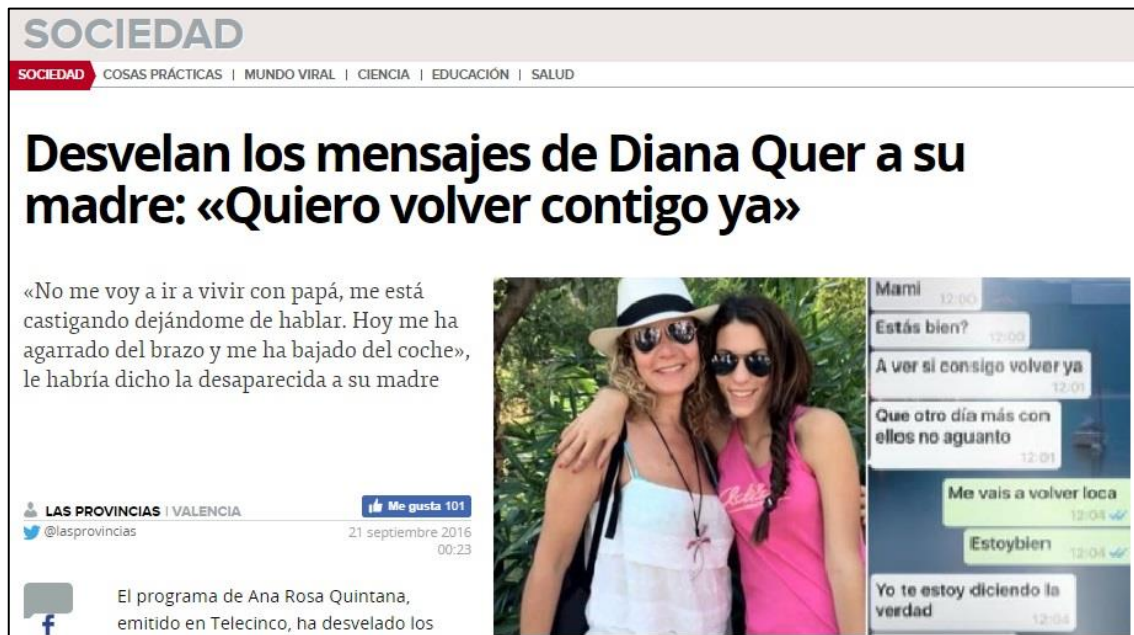 SOCIEDAD
SOCIEDAD COSAS PRÁCTICAS | MUNDO VIRAL | CIENCIA | EDUCACIÓN | SALUD
Desvelan los mensajes de Diana Quer a su
madre: «Quiero volver contigo ya»
«No me voy a ir a vivir con papá, me está
castigando dejándome de hablar. Hoy me ha
agarrado del brazo y me ha bajado del coche»,
le habría dicho la desaparecida a su madre
LAS PROVINCIAS | VALENCIA
Me gusta 101
@lasprovincias
21 septiembre 2016
00:23
El programa de Ana Rosa Quintana,
emitido en Telecinco, ha desvelado los
Mami 12:00
Estás bien? 12:00
A ver si consigo volver ya
12:01
Que otro día más con
ellos no aguanto
12:01
Me vais a volver loca
12:04
Estoybien 12:04
Yo te estoy diciendo la
verdad 12:04